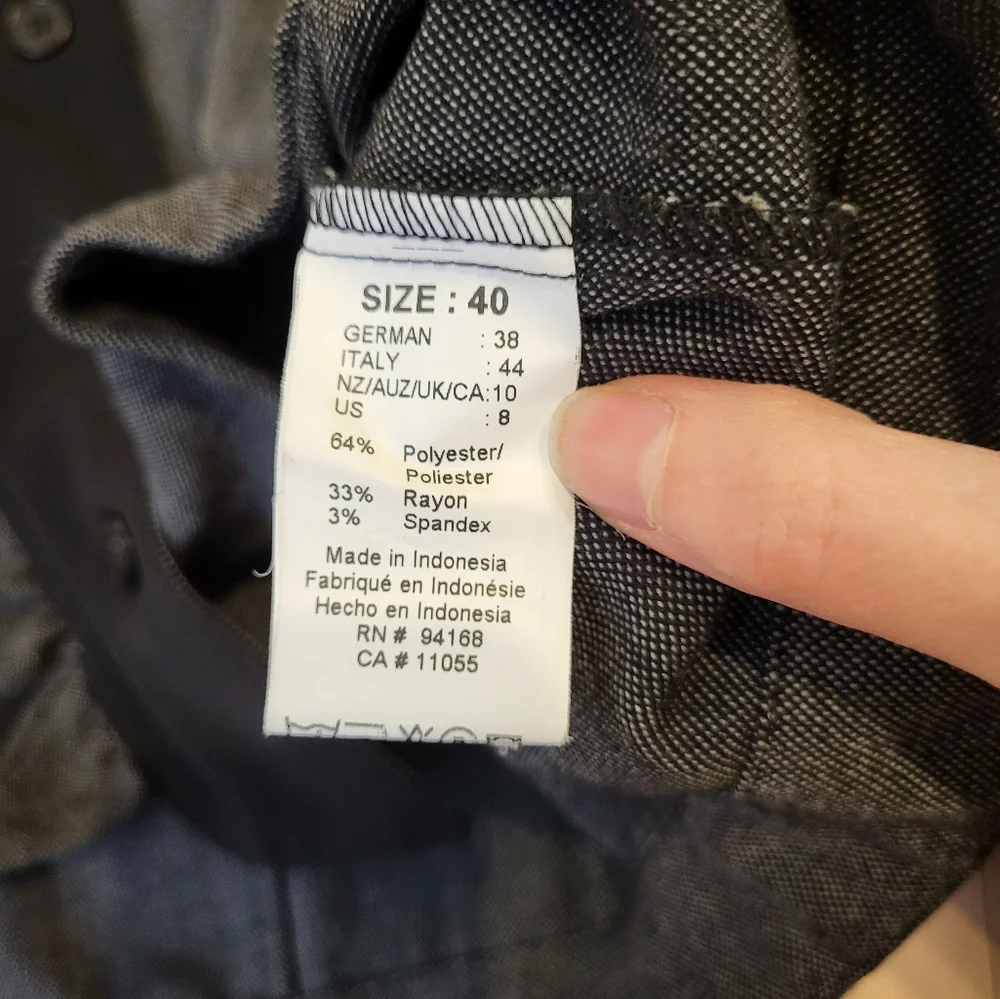 SIZE : 40
GERMAN : 38
ITALY : 44
NZ/AUZ/UK/CA:10
US : 8
64% Polyester/
Poliester
33% Rayon
3% Spandex
Made in Indonesia
Fabriqué en Indonésie
Hecho en Indonesia
RN # 94168
CA # 11055